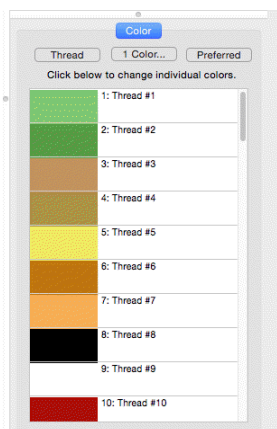 Color
Thread 1 Color... Preferred
Click below to change individual colors.
1: Thread #1
2: Thread #2
3: Thread #3
4: Thread #4
5: Thread #5
6: Thread #6
7: Thread #7
8: Thread #8
9: Thread #9
10: Thread #10